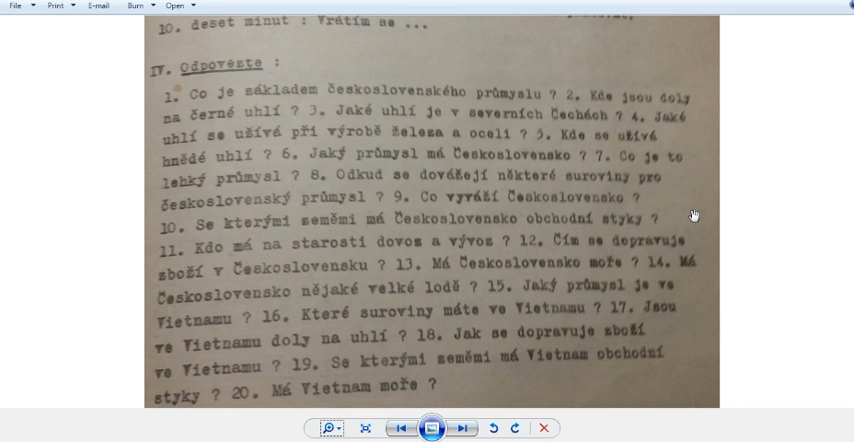 File Print E-mail Burn Open
10. deset minut : Vrátím se ...
IV. Odpovězte :
1. Co je základem československého průmyslu ? 2. Kde jsou doly
na černé uhlí ? 3. Jaké uhlí je v severních Čechách ? 4. Jaké
uhlí se užívá při výrobě železa a oceli ? 5. Kde se užívá
hnědé uhlí ? 6. Jaký průmysl má Československo ? 7. Co je to
lehký průmysl ? 8. Odkud se dovážejí některé suroviny pro
československý průmysl ? 9. Co vyváží Československo ?
10. Se kterými zeměmi má Československo obchodní styky ?
11. Kdo má na starosti dovoz a vývoz ? 12. Čím se dopravuje
zboží v Československu ? 13. Má Československo moře ? 14. Má
Československo nějaké velké lodě ? 15. Jaký průmysl je ve
Vietnamu ? 16. Které suroviny máte ve Vietnamu ? 17. Jsou
ve Vietnamu doly na uhlí ? 18. Jak se dopravuje zboží
ve Vietnamu ? 19. Se kterými zeměmi má Vietnam obchodní
styky ? 20. Má Vietnam moře ?